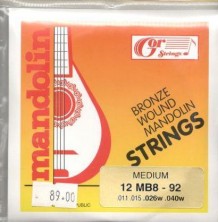 mandolin
Gor
Strings
BRONZE
WOUND
MANDOLIN
STRINGS
MEDIUM
12 MB8 - 92
.011 .015 .026w .040w
89.00